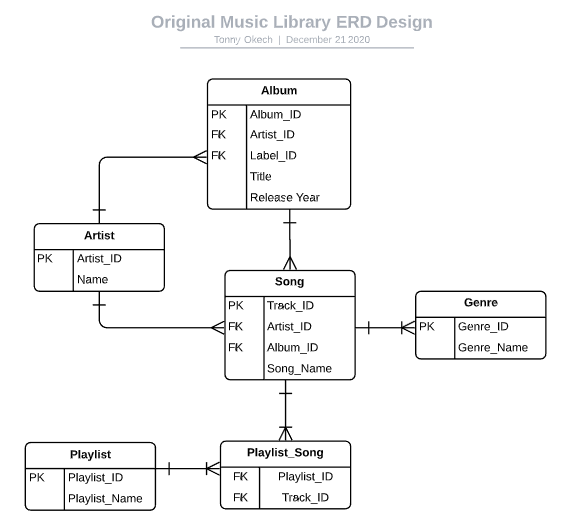 Original Music Library ERD Design
Tonny Okech | December 21 2020
Album
PK Album_ID
FK Artist_ID
FK Label_ID
Title
Release Year
Artist
PK Artist_ID
Name
Song
PK Track_ID
FK Artist_ID
FK Album_ID
Song_Name
Genre
PK Genre_ID
Genre_Name
Playlist
PK Playlist_ID
Playlist_Name
Playlist_Song
FK Playlist_ID
FK Track_ID